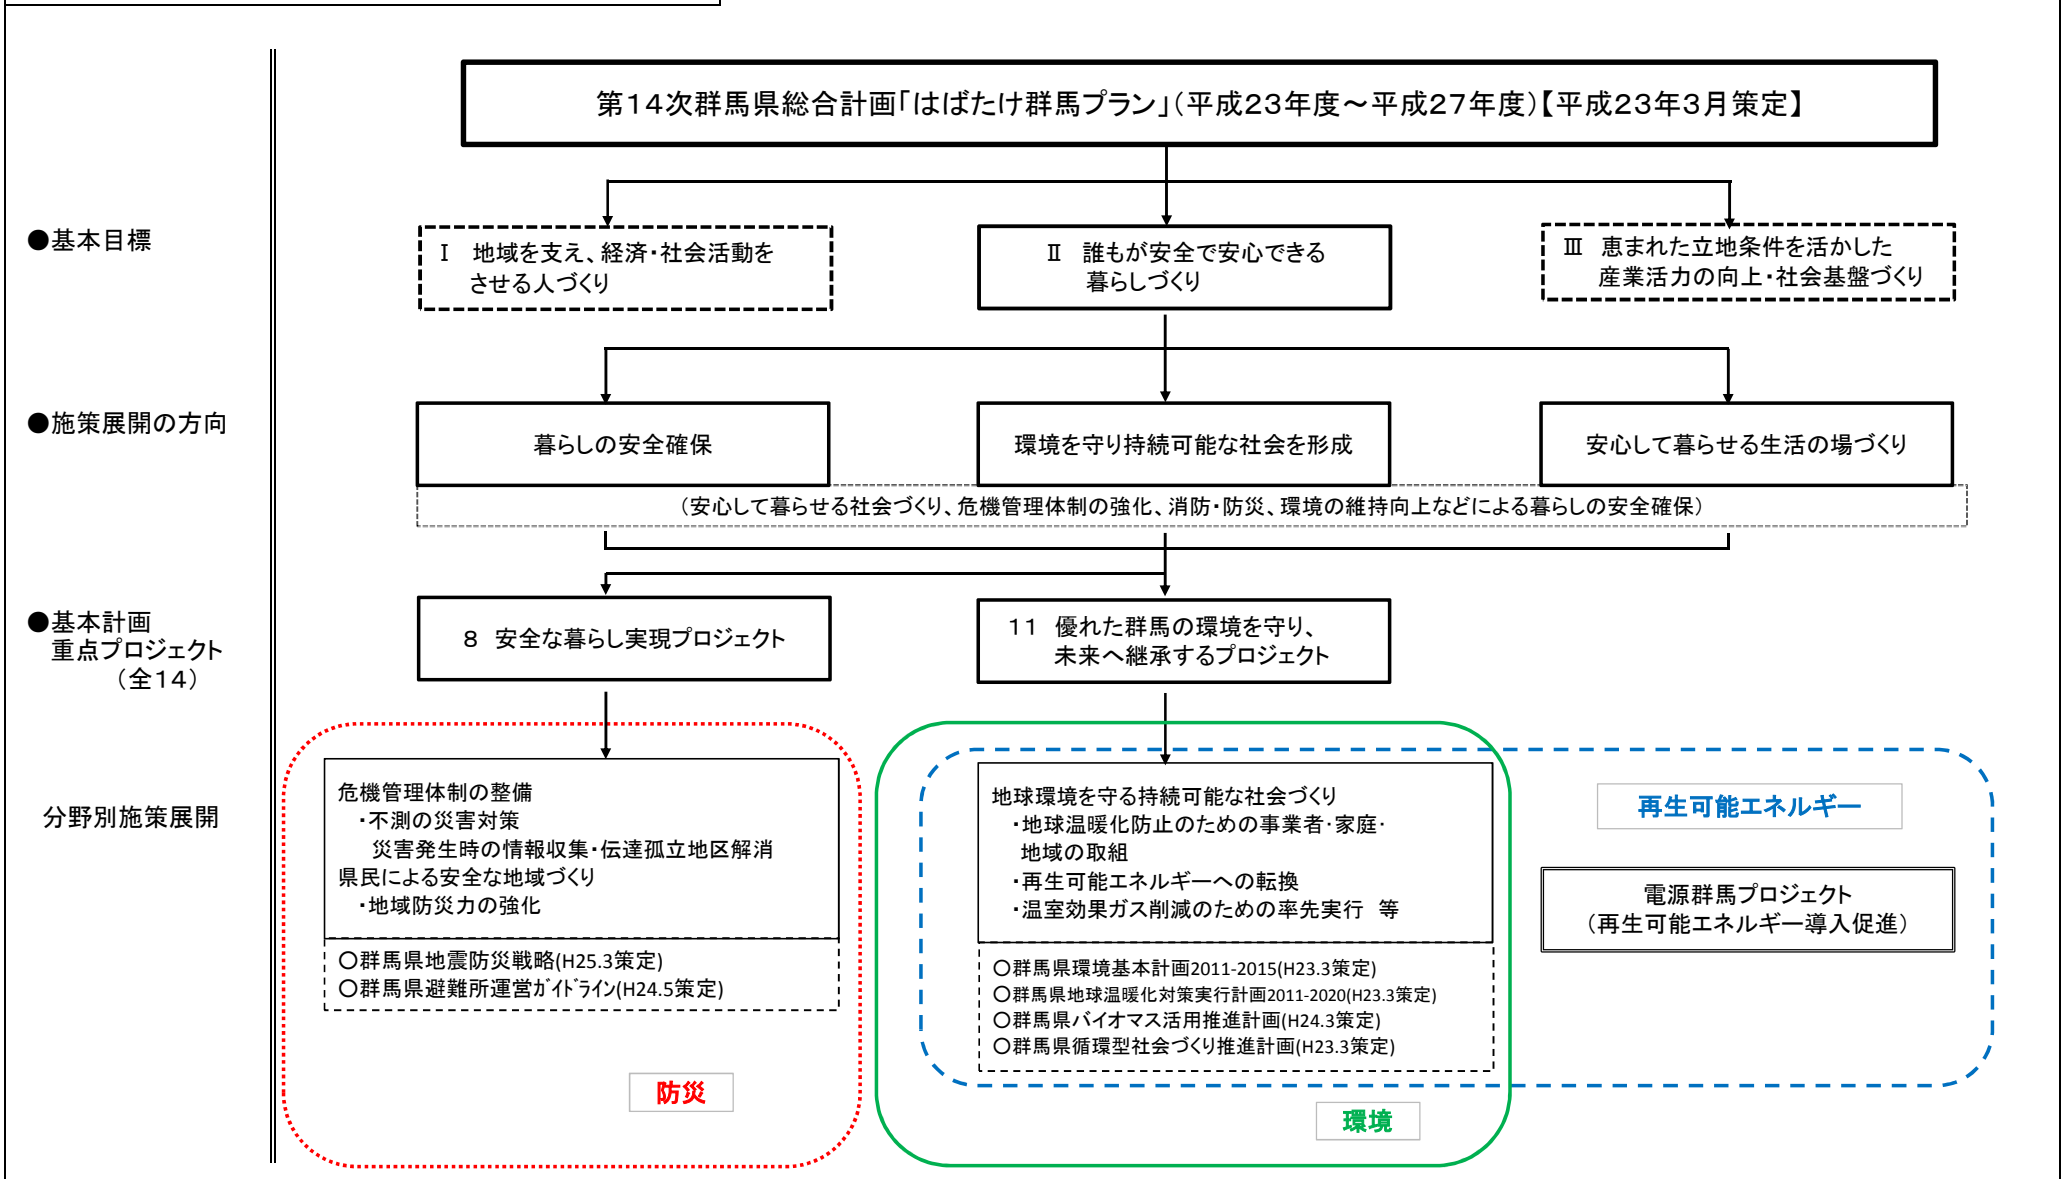 第14次群馬県総合計画「はばたけ群馬プラン」(平成23年度～平成27年度)【平成23年3月策定】
●基本目標
Ⅰ 地域を支え、経済・社会活動を
させる人づくり
Ⅱ 誰もが安全で安心できる
暮らしづくり
Ⅲ 恵まれた立地条件を活かした
産業活力の向上・社会基盤づくり
●施策展開の方向
暮らしの安全確保
環境を守り持続可能な社会を形成
安心して暮らせる生活の場づくり
(安心して暮らせる社会づくり、危機管理体制の強化、消防・防災、環境の維持向上などによる暮らしの安全確保)
●基本計画
重点プロジェクト
(全14)
8 安全な暮らし実現プロジェクト
11 優れた群馬の環境を守り、
未来へ継承するプロジェクト
分野別施策展開
危機管理体制の整備
・不測の災害対策
災害発生時の情報収集・伝達孤立地区解消
県民による安全な地域づくり
・地域防災力の強化
○群馬県地震防災戦略(H25.3策定)
○群馬県避難所運営ガイドライン(H24.5策定)
防災
地球環境を守る持続可能な社会づくり
・地球温暖化防止のための事業者・家庭・
地域の取組
・再生可能エネルギーへの転換
・温室効果ガス削減のための率先実行 等
○群馬県環境基本計画2011-2015(H23.3策定)
○群馬県地球温暖化対策実行計画2011-2020(H23.3策定)
○群馬県バイオマス活用推進計画(H24.3策定)
○群馬県循環型社会づくり推進計画(H23.3策定)
環境
再生可能エネルギー
電源群馬プロジェクト
(再生可能エネルギー導入促進)